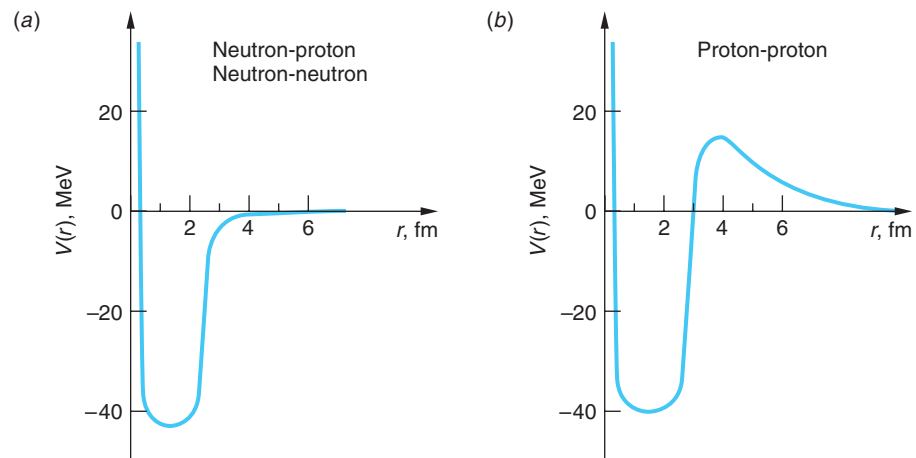 (a)
Neutron-proton
Neutron-neutron
V(r), MeV
20
0
–20
–40
2
4
6
r, fm
(b)
Proton-proton
V(r), MeV
20
0
–20
–40
2
4
6
r, fm